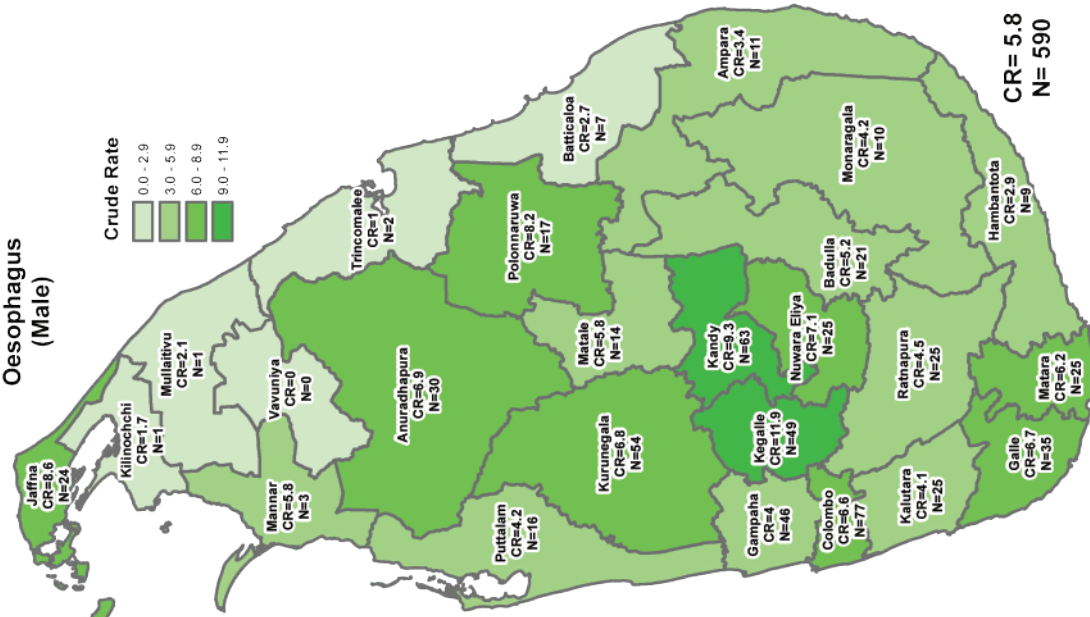 Oesophagus
(Male)
Crude Rate
0.0 - 2.9
3.0 - 5.9
6.0 - 8.9
9.0 - 11.9
Jaffna
CR=8.6
N=24
Kilinochchi
CR=1.7
N=1
Mullaitivu
CR=2.1
N=1
Mannar
CR=5.8
N=3
Vavuniya
CR=0
N=0
Trincomalee
CR=1
N=2
Anuradhapura
CR=6.9
N=30
Polonnaruwa
CR=8.2
N=17
Puttalam
CR=4.2
N=16
Kurunegala
CR=6.8
N=54
Matale
CR=5.8
N=14
Batticaloa
CR=2.7
N=7
Ampara
CR=3.4
N=11
Kandy
CR=9.3
N=63
Kegalle
CR=11.9
N=49
Nuwara Eliya
CR=7.1
N=25
Badulla
CR=5.2
N=21
Monaragala
CR=4.2
N=10
Gampaha
CR=4
N=46
Colombo
CR=6.6
N=77
Kalutara
CR=4.1
N=25
Ratnapura
CR=4.5
N=25
Galle
CR=6.7
N=35
Matara
CR=6.2
N=25
Hambantota
CR=2.9
N=9
CR= 5.8
N= 590